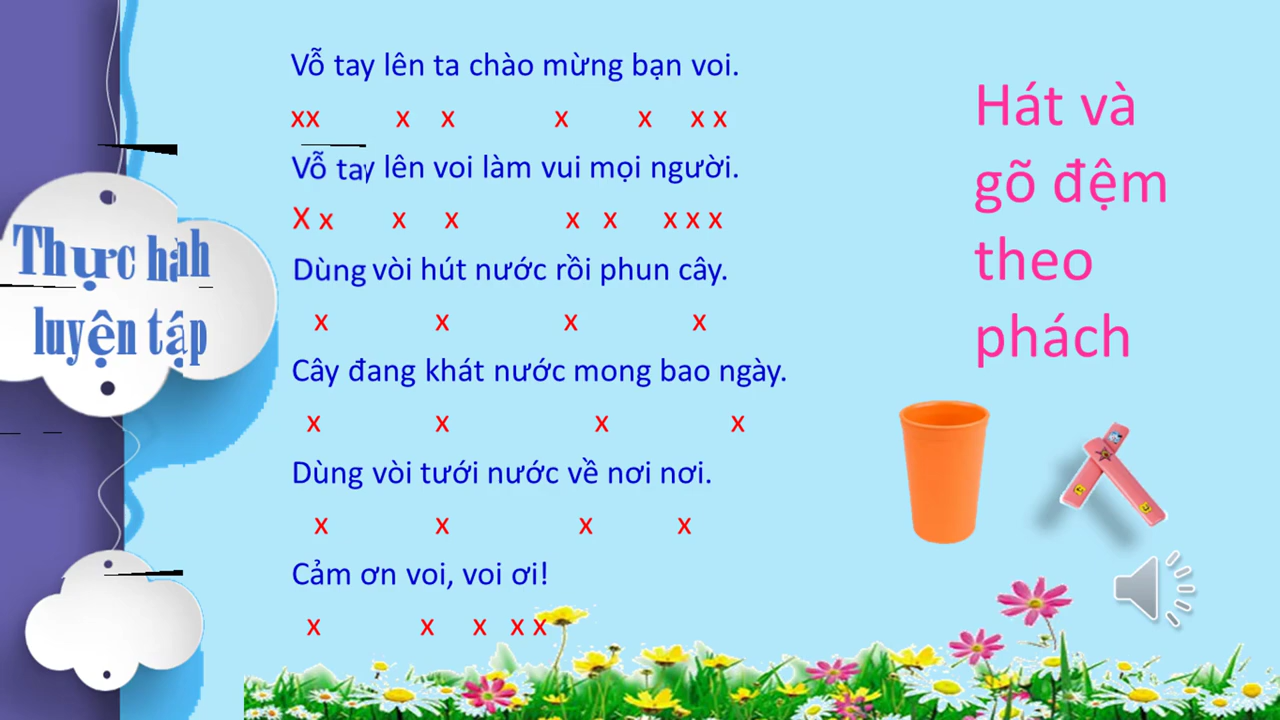 Thực hành
luyện tập
Vỗ tay lên ta chào mừng bạn voi.
xx x x x x x x
Vỗ tay lên voi làm vui mọi người.
X x x x x x x x x
Dùng vòi hút nước rồi phun cây.
x x x x
Cây đang khát nước mong bao ngày.
x x x x
Dùng vòi tưới nước về nơi nơi.
x x x x
Cảm ơn voi, voi ơi!
x x x x x
Hát và
gõ đệm
theo
phách